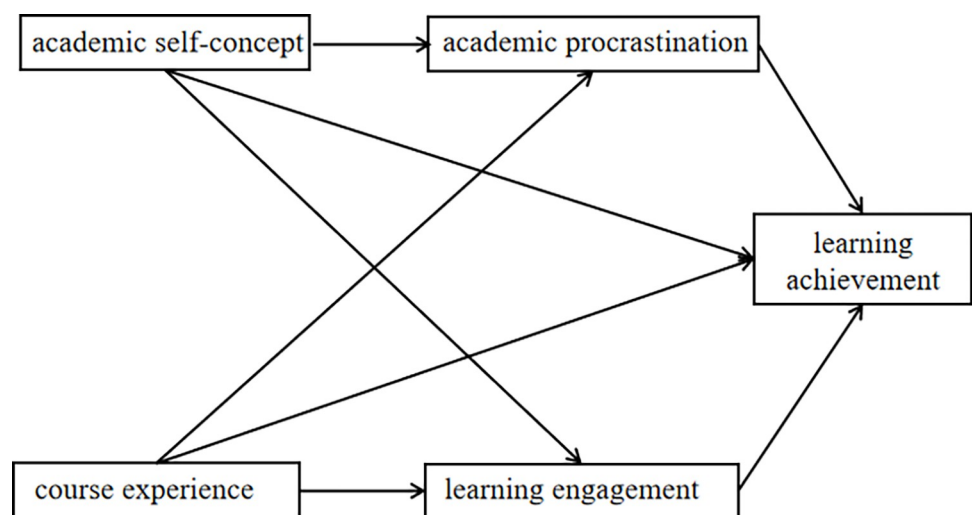 academic self-concept
academic procrastination
learning
achievement
course experience
learning engagement